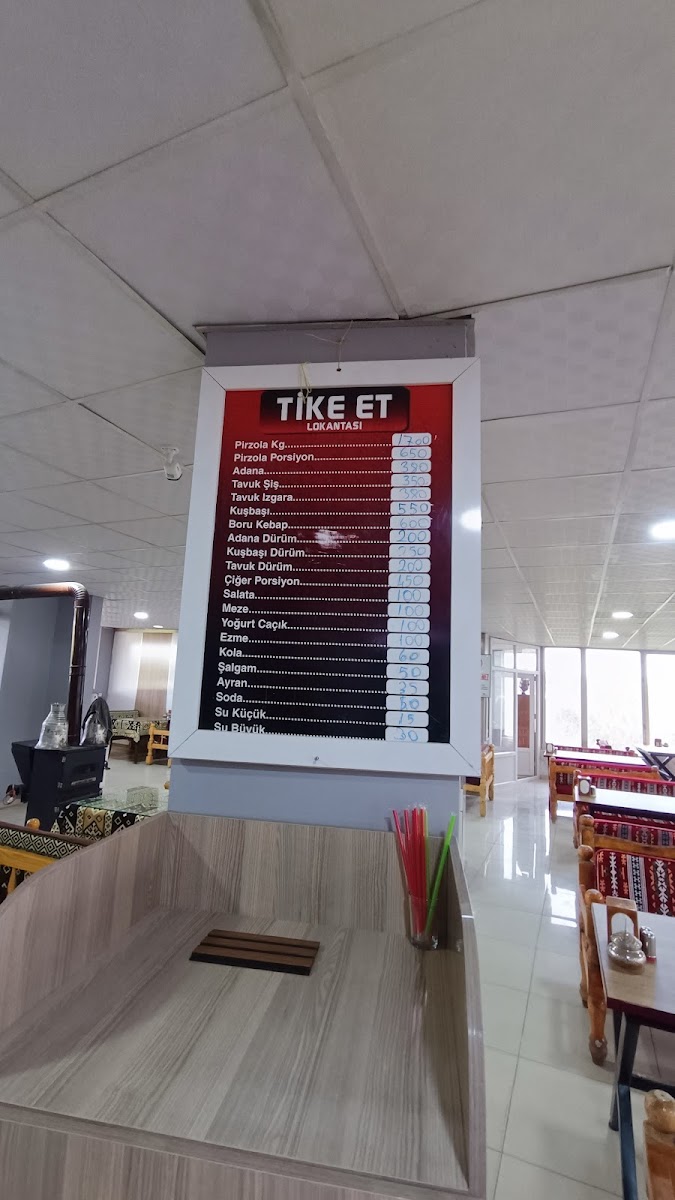 TİKE ET
LOKANTASI
Pirzola Kg 1700
Pirzola Porsiyon 650
Adana 380
Tavuk Şiş 350
Tavuk Izgara 380
Kuşbaşı 550
Boru Kebap 600
Adana Dürüm 200
Kuşbaşı Dürüm
Tavuk Dürüm 200
Çiğer Porsiyon 450
Salata 100
Meze 100
Yoğurt Caçık 100
Ezme 100
Kola 60
Şalgam 50
Ayran 35
Soda
Su Küçük 15
Su Büyük 30